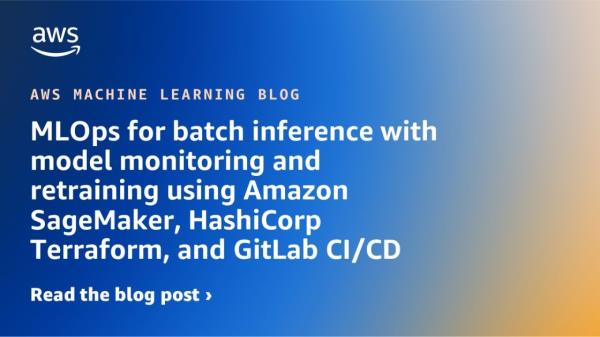 aws
AWS MACHINE LEARNING BLOG
MLOps for batch inference with
model monitoring and
retraining using Amazon
SageMaker, HashiCorp
Terraform, and GitLab CI/CD
Read the blog post ›